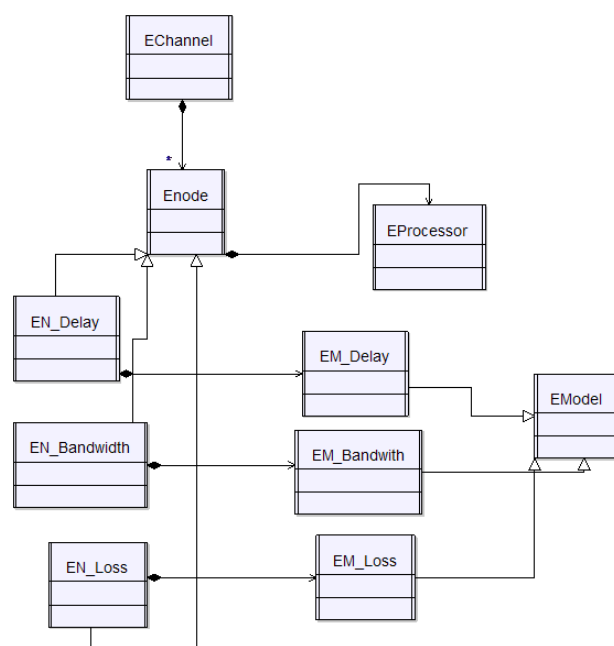 EChannel
*
Enode
EProcessor
EN_Delay
EM_Delay
EModel
EN_Bandwidth
EM_Bandwith
EN_Loss
EM_Loss